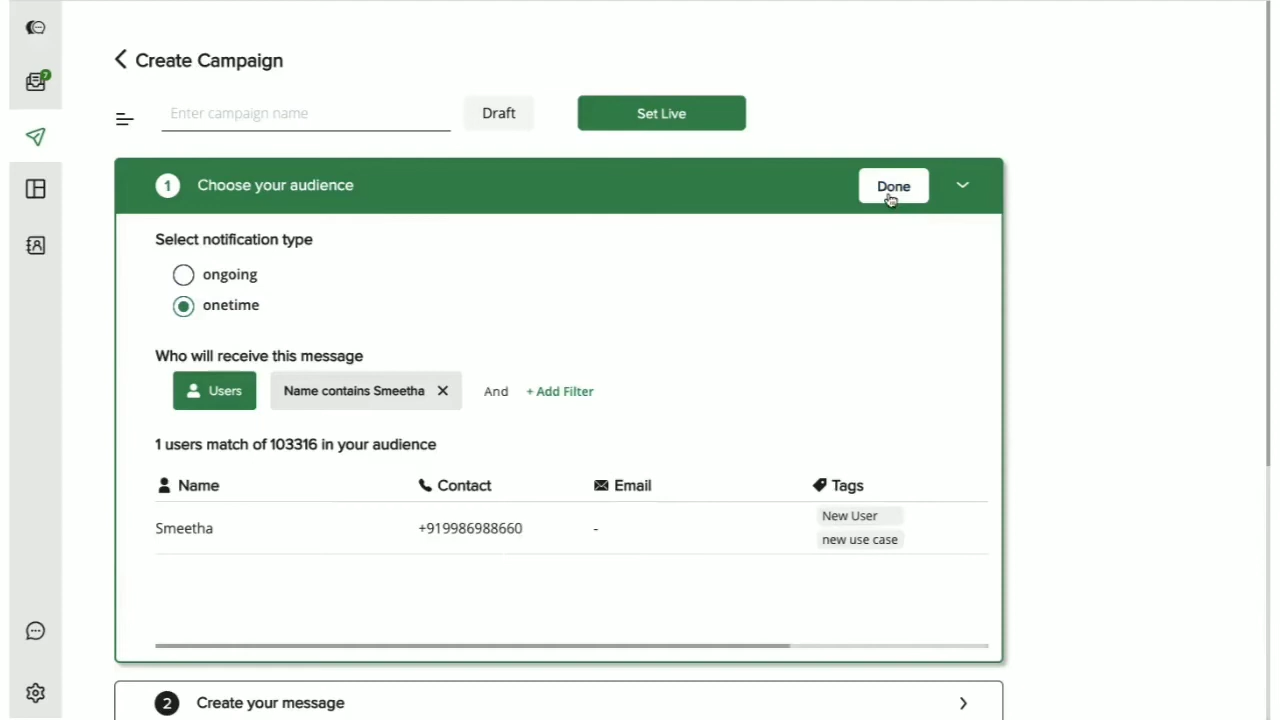 7
Create Campaign
Enter campaign name
Draft
Set Live
1 Choose your audience
Done
Select notification type
ongoing
onetime
Who will receive this message
Users Name contains Smeetha And + Add Filter
1 users match of 103316 in your audience
Name Contact Email Tags
Smeetha +919986988660 - New User
new use case
2 Create your message